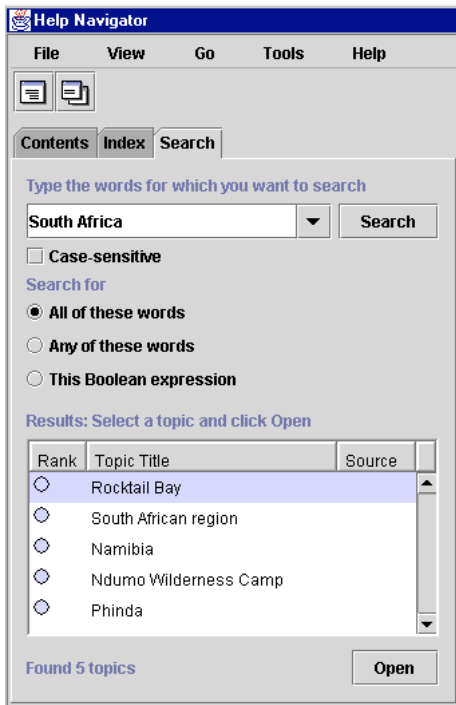 Help Navigator
File View Go Tools Help
Contents Index Search
Type the words for which you want to search
South Africa Search
Case-sensitive
Search for
All of these words
Any of these words
This Boolean expression
Results: Select a topic and click Open
Rank Topic Title Source
Rocktail Bay
South African region
Namibia
Ndumo Wilderness Camp
Phinda
Found 5 topics Open